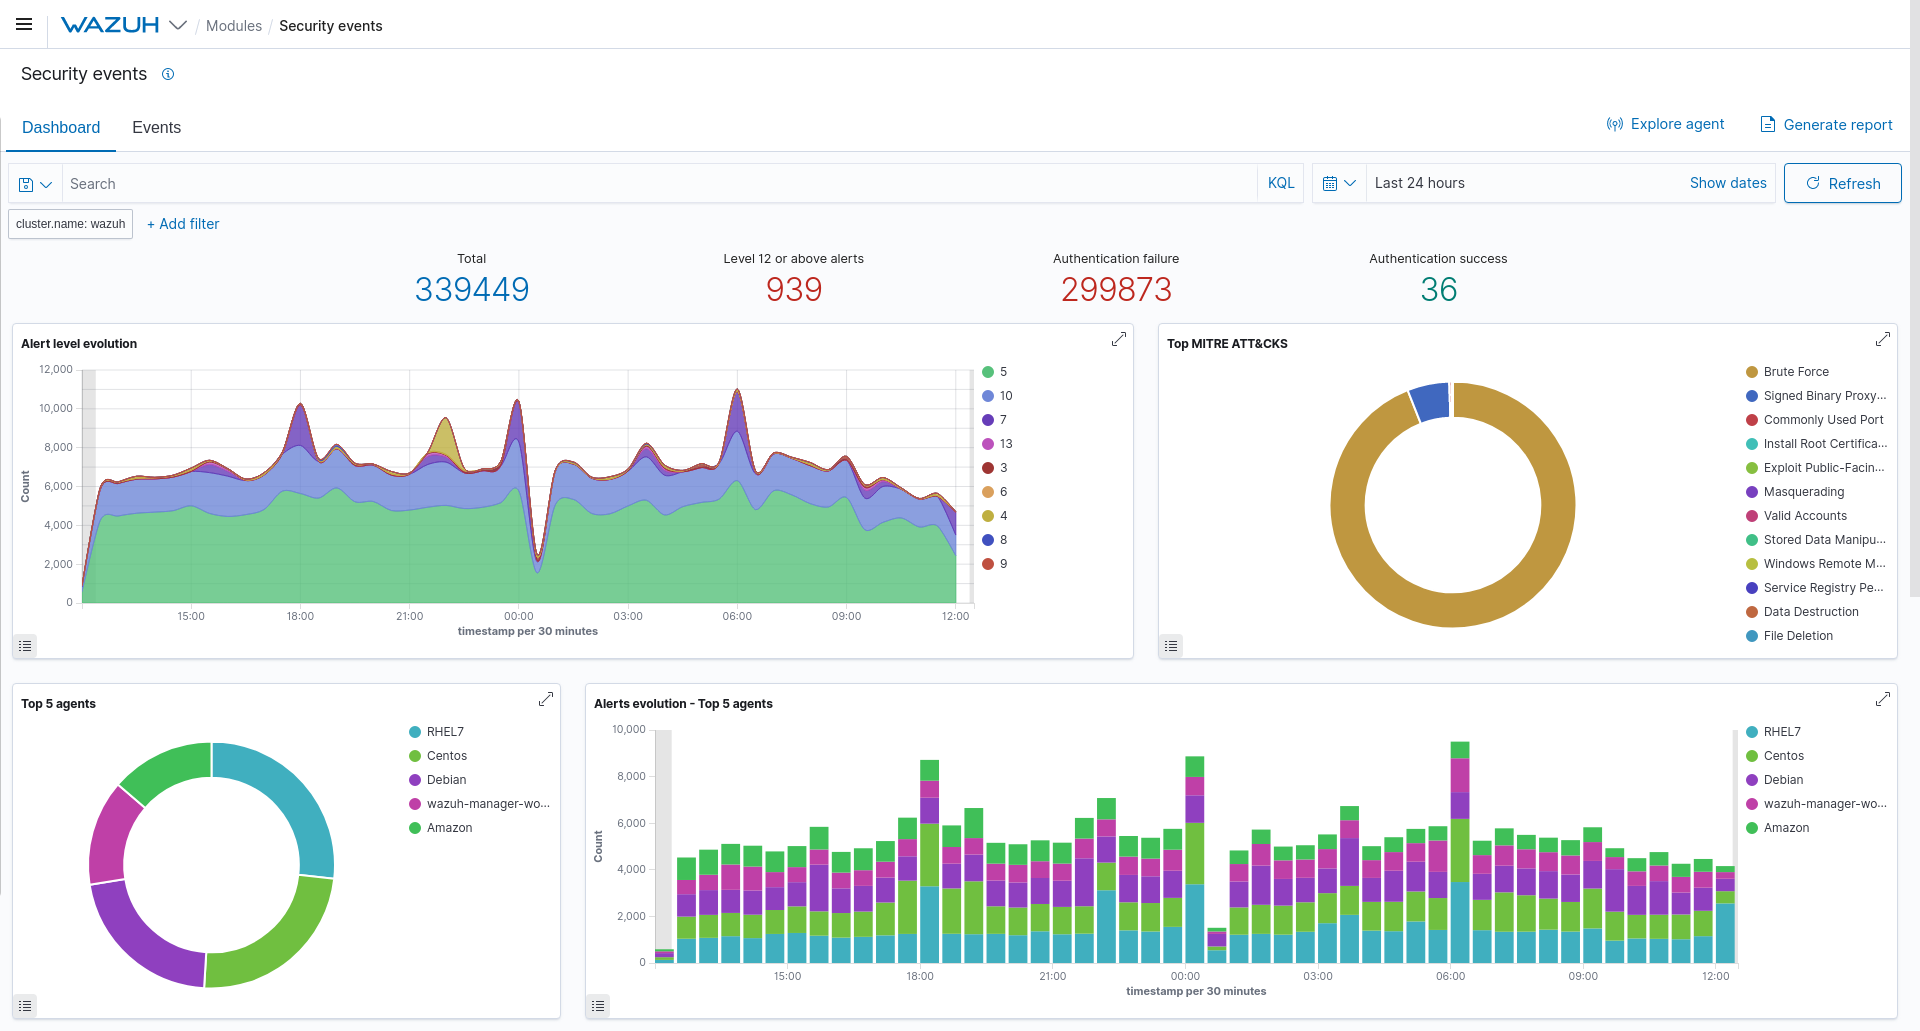 WAZUH / Modules / Security events
Security events
Dashboard Events
Explore agent Generate report
Search KQL Last 24 hours Show dates Refresh
cluster.name: wazuh + Add filter
Total Level 12 or above alerts Authentication failure Authentication success
339449 939 299873 36
Alert level evolution
Count
12,000
10,000
8,000
6,000
4,000
2,000
0
15:00 18:00 21:00 00:00 03:00 06:00 09:00 12:00
timestamp per 30 minutes
5
10
7
13
3
6
4
8
9
Top MITRE ATT&CKS
Brute Force
Signed Binary Proxy...
Commonly Used Port
Install Root Certifica...
Exploit Public-Facin...
Masquerading
Valid Accounts
Stored Data Manipu...
Windows Remote M...
Service Registry Pe...
Data Destruction
File Deletion
Top 5 agents
RHEL7
Centos
Debian
wazuh-manager-wo...
Amazon
Alerts evolution - Top 5 agents
Count
10,000
8,000
6,000
4,000
2,000
0
15:00 18:00 21:00 00:00 03:00 06:00 09:00 12:00
timestamp per 30 minutes
RHEL7
Centos
Debian
wazuh-manager-wo...
Amazon